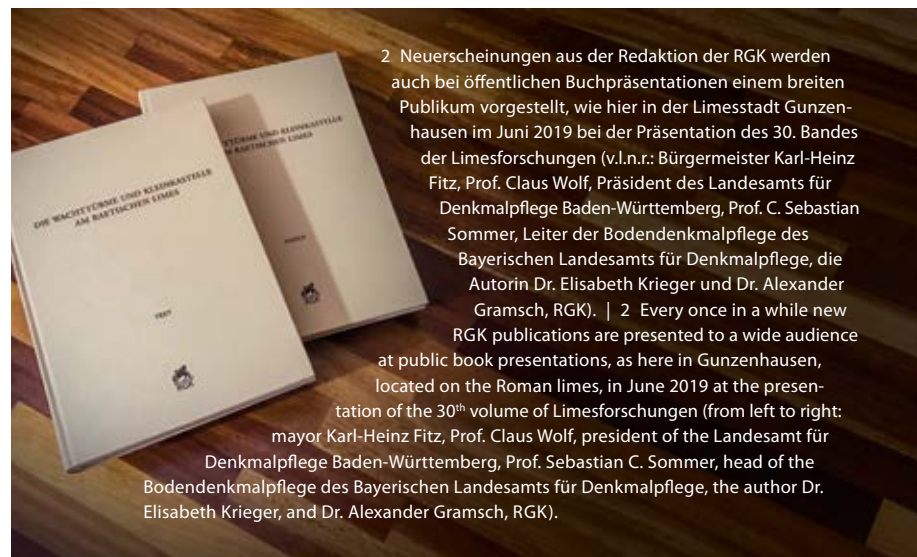 DIE WACHTTÜRME UND KLEINKASTELLE
AM RAETISCHEN LIMES
TEXT
TTÜRME UND KLEINKASTELLE
RAETISCHEN LIMES
2 Neuerscheinungen aus der Redaktion der RGK werden
auch bei öffentlichen Buchpräsentationen einem breiten
Publikum vorgestellt, wie hier in der Limesstadt Gunzen-
hausen im Juni 2019 bei der Präsentation des 30. Bandes
der Limesforschungen (v.l.n.r.: Bürgermeister Karl-Heinz
Fitz, Prof. Claus Wolf, Präsident des Landesamts für
Denkmalpflege Baden-Württemberg, Prof. C. Sebastian
Sommer, Leiter der Bodendenkmalpflege des
Bayerischen Landesamts für Denkmalpflege, die
Autorin Dr. Elisabeth Krieger und Dr. Alexander
Gramsch, RGK). | 2 Every once in a while new
RGK publications are presented to a wide audience
at public book presentations, as here in Gunzenhausen,
located on the Roman limes, in June 2019 at the presen-
tation of the 30th volume of Limesforschungen (from left to right:
mayor Karl-Heinz Fitz, Prof. Claus Wolf, president of the Landesamt für
Denkmalpflege Baden-Württemberg, Prof. Sebastian C. Sommer, head of the
Bodendenkmalpflege des Bayerischen Landesamts für Denkmalpflege, the author Dr.
Elisabeth Krieger, and Dr. Alexander Gramsch, RGK).